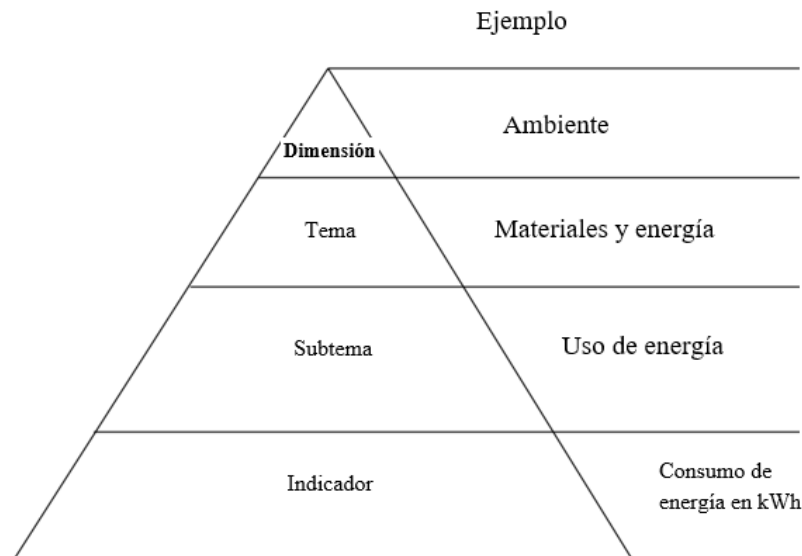 Ejemplo
Dimensión
Ambiente
Tema
Materiales y energía
Subtema
Uso de energía
Indicador
Consumo de
energía en kWh